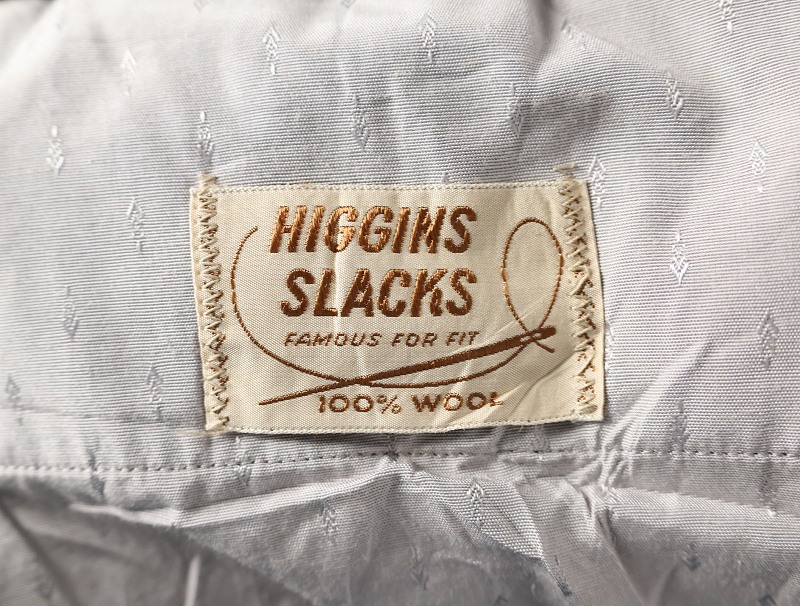 HIGGINS
SLACKS
FAMOUS FOR FIT
100% WOOL